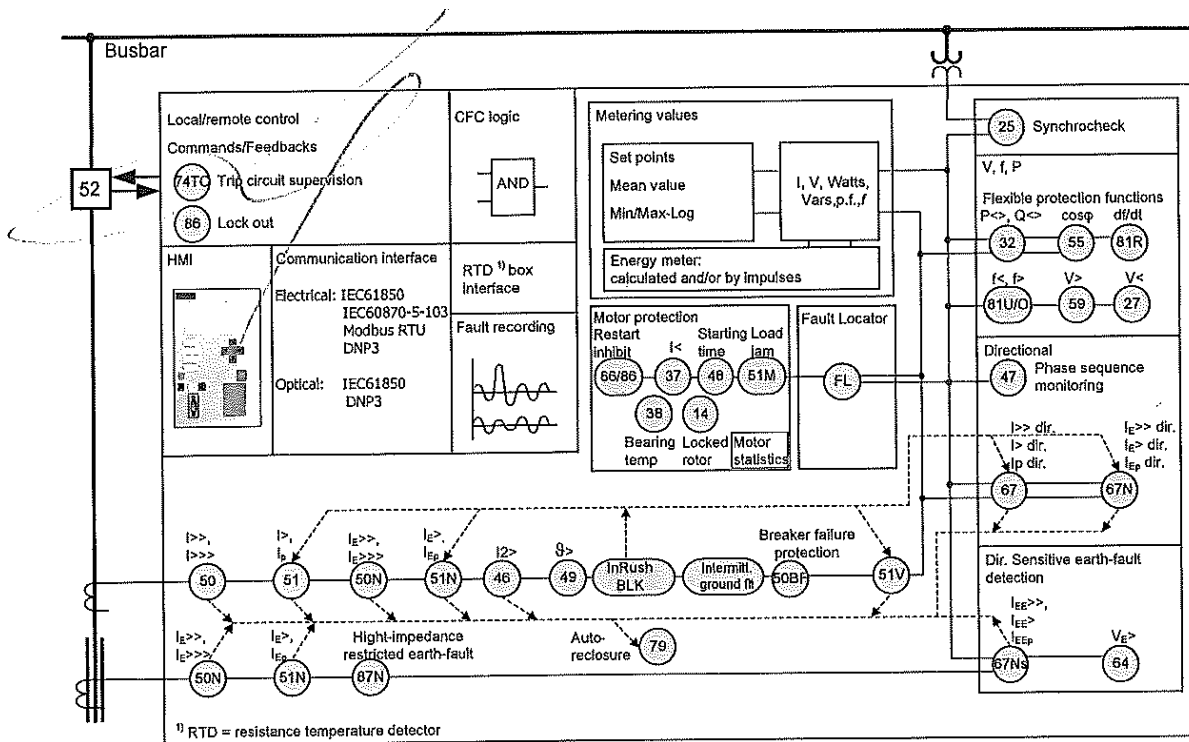 Busbar
52
Local/remote control
Commands/Feedbacks
74TC Trip circuit supervision
86 Lock out
CFC logic
AND
HMI
Communication interface
Electrical: IEC61850
IEC60870-5-103
Modbus RTU
DNP3
Optical: IEC61850
DNP3
RTD 1) box
Interface
Fault recording
Metering values
Set points
Mean value
Min/Max-Log
I, V, Watts,
Vars,p.f.,f
Energy meter:
calculated and/or by impulses
Motor protection
Restart
inhibit
I<
Starting
time
Load
jam
66/86
37
48
51M
38
14
Bearing
temp
Locked
rotor
Motor
statistics
Fault Locator
FL
25 Synchrocheck
V, f, P
Flexible protection functions
P<>, Q<> cosφ df/dt
32 55 81R
f<, f> V> V<
81U/O 59 27
Directional
47 Phase sequence
monitoring
I>> dir.
I> dir.
Ip dir.
IE>> dir.
IE> dir.
IEp dir.
67 67N
Dir. Sensitive earth-fault
detection
IEE>>,
IEE>
IEEp
VE>
67Ns 64
I>>,
I>>>
I>,
Ip
IE>>,
IE>>>
IE>,
IEp
I2>
ϑ>
Breaker failure
protection
50 51 50N 51N 46 49
InRush
BLK
Intermitt.
ground flt
50BF
51V
IE>>,
IE>>>
IE>,
IEp
Hight-impedance
restricted earth-fault
50N 51N 87N
Auto-
reclosure
79
1) RTD = resistance temperature detector